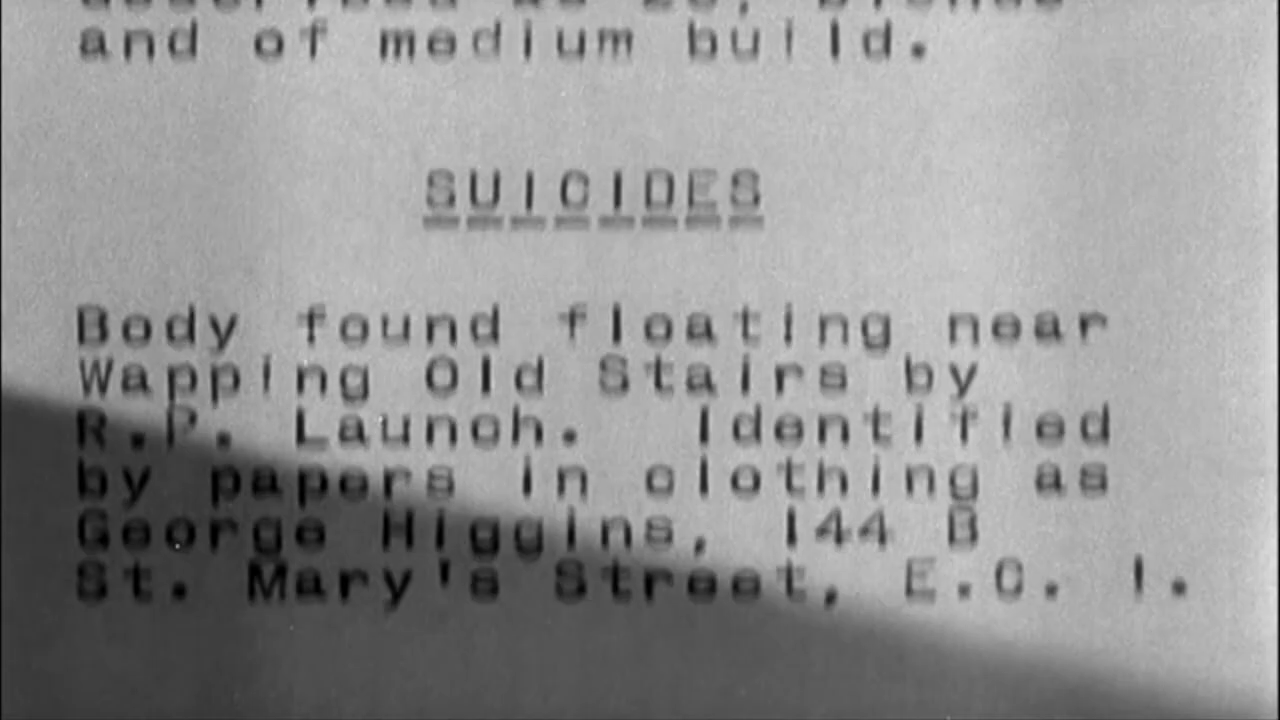 and of medium build.
SUICIDES
Body found floating near
Wapping Old Stairs by
R.P. Launch. Identified
by papers in clothing as
George Higgins, 144 B
St. Mary's Street, E.C. 1.